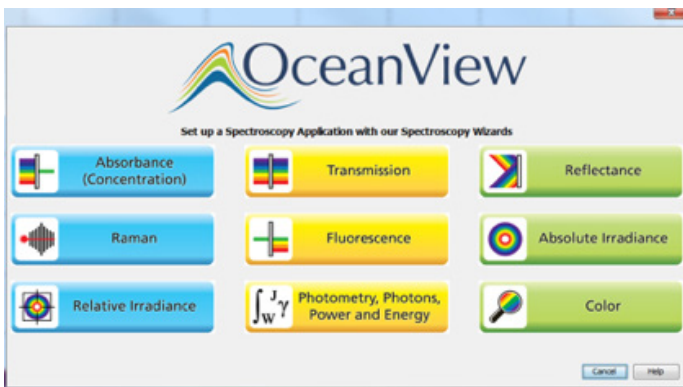 OceanView
Set up a Spectroscopy Application with our Spectroscopy Wizards
Absorbance
(Concentration)
Transmission
Reflectance
Raman
Fluorescence
Absolute Irradiance
Relative Irradiance
∫ J W γ
Photometry, Photons,
Power and Energy
Color
Cancel
Help